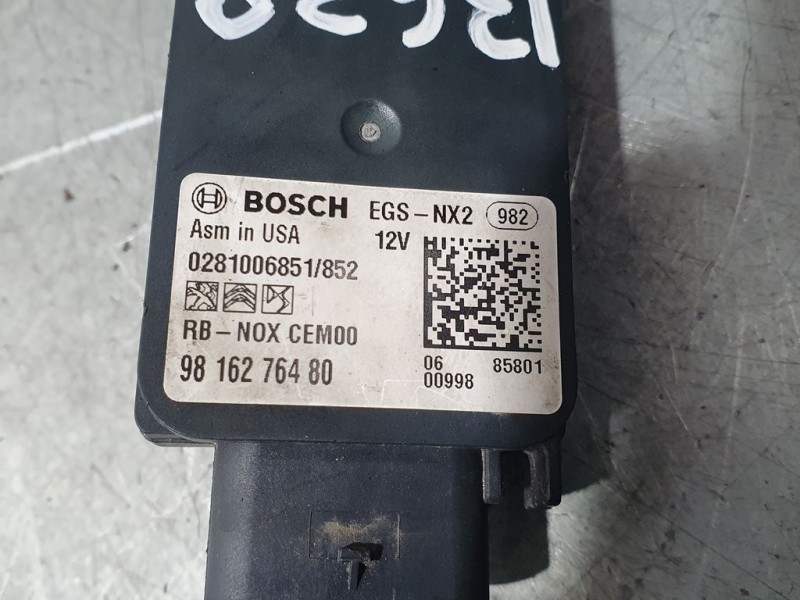 13620
BOSCH EGS-NX2 982
Asm in USA 12V
0281006851/852
RB-NOX CEM00
98 162 764 80
06 85801
00998